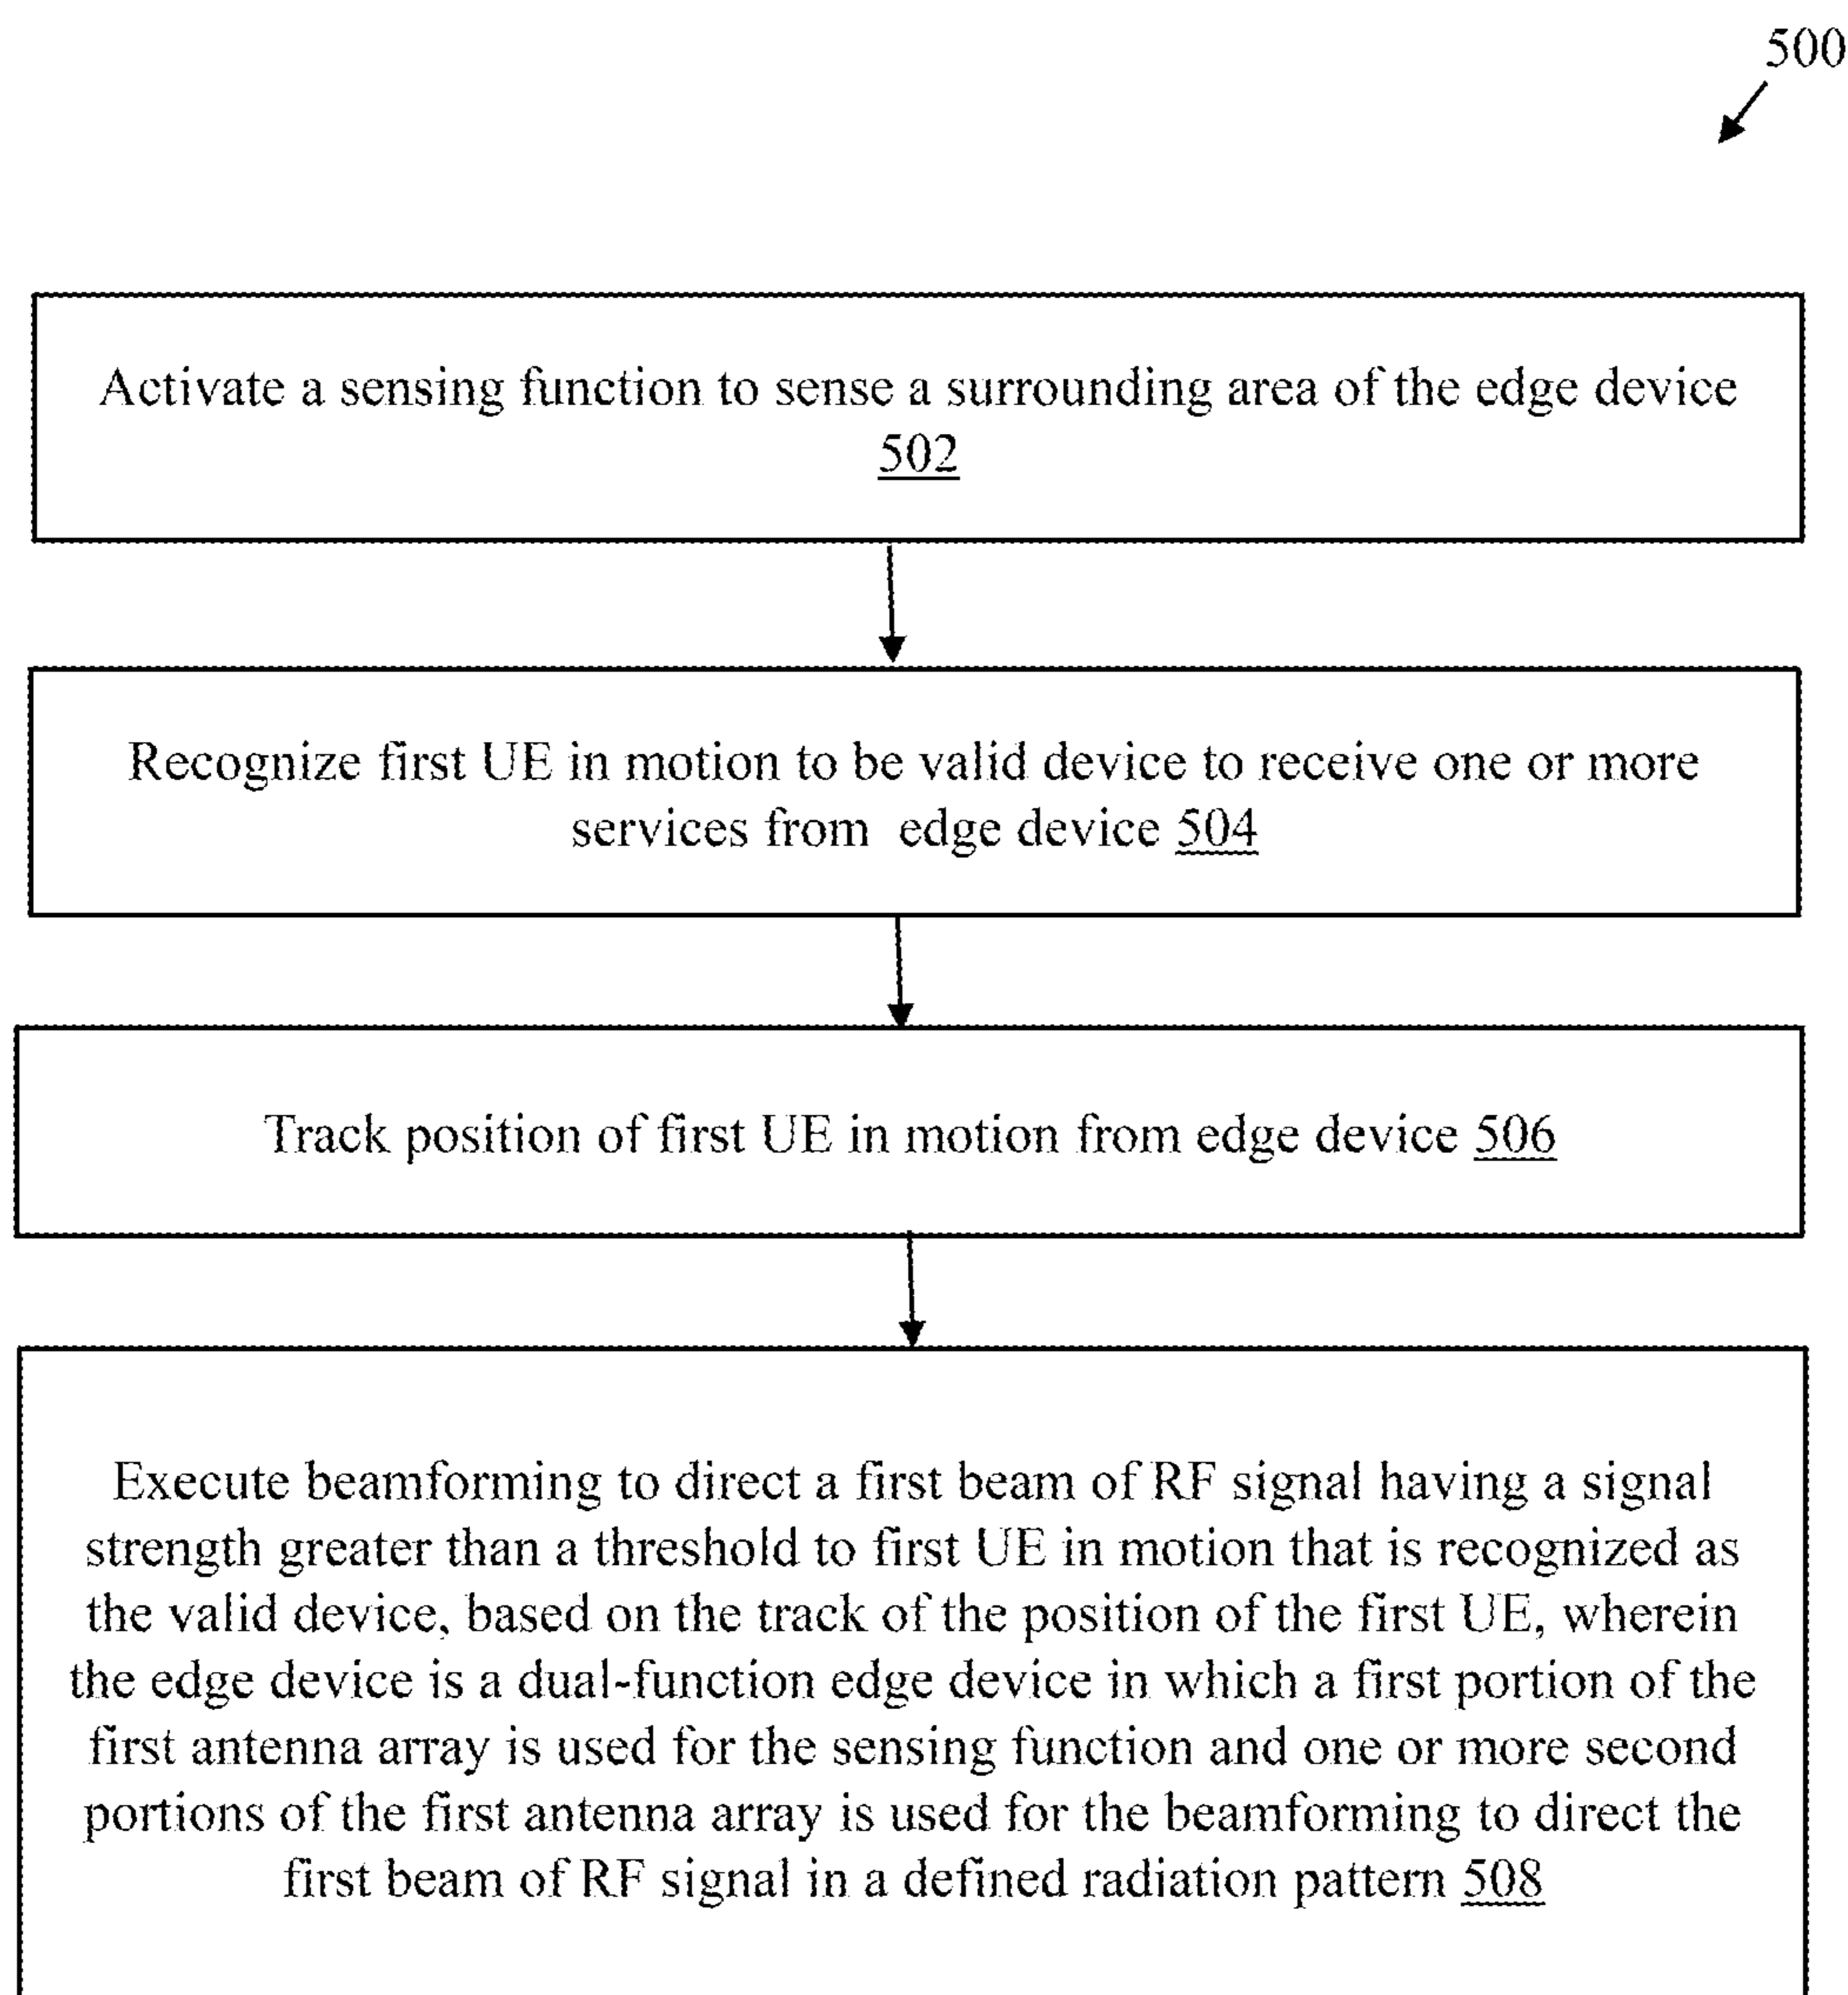 500
Activate a sensing function to sense a surrounding area of the edge device
502
Recognize first UE in motion to be valid device to receive one or more
services from edge device 504
Track position of first UE in motion from edge device 506
Execute beamforming to direct a first beam of RF signal having a signal
strength greater than a threshold to first UE in motion that is recognized as
the valid device, based on the track of the position of the first UE, wherein
the edge device is a dual-function edge device in which a first portion of the
first antenna array is used for the sensing function and one or more second
portions of the first antenna array is used for the beamforming to direct the
first beam of RF signal in a defined radiation pattern 508